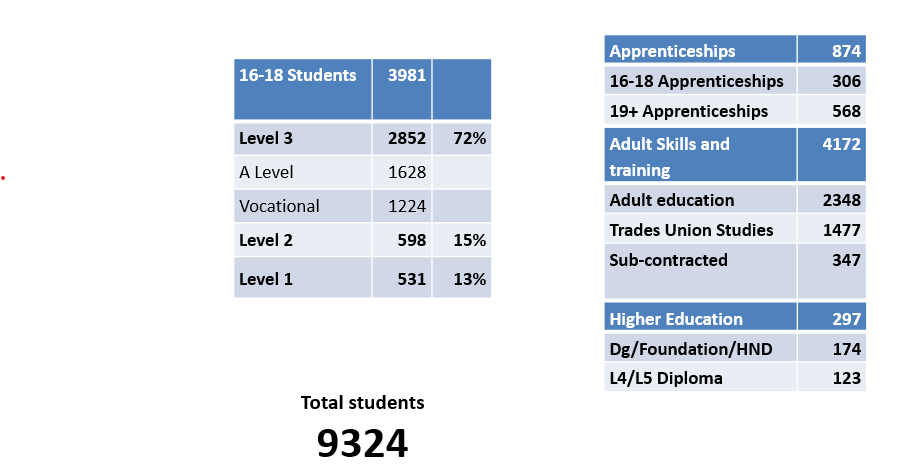 16-18 Students 3981
Level 3 2852 72%
A Level 1628
Vocational 1224
Level 2 598 15%
Level 1 531 13%
Total students
9324
Apprenticeships 874
16-18 Apprenticeships 306
19+ Apprenticeships 568
Adult Skills and 4172
training
Adult education 2348
Trades Union Studies 1477
Sub-contracted 347
Higher Education 297
Dg/Foundation/HND 174
L4/L5 Diploma 123